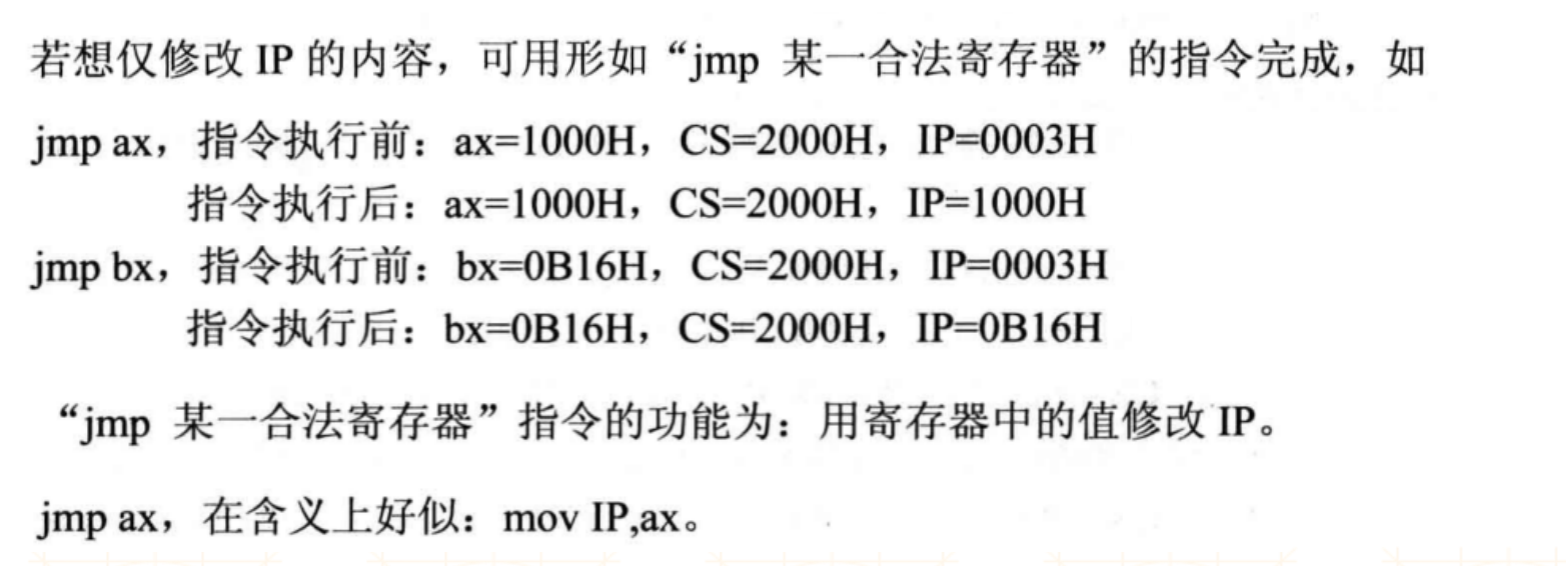 若想仅修改 IP 的内容，可用形如“jmp 某一合法寄存器”的指令完成，如
jmp ax，指令执行前：ax=1000H，CS=2000H，IP=0003H
指令执行后：ax=1000H，CS=2000H，IP=1000H
jmp bx，指令执行前：bx=0B16H，CS=2000H，IP=0003H
指令执行后：bx=0B16H，CS=2000H，IP=0B16H
“jmp 某一合法寄存器”指令的功能为：用寄存器中的值修改 IP。
jmp ax，在含义上好似：mov IP,ax。